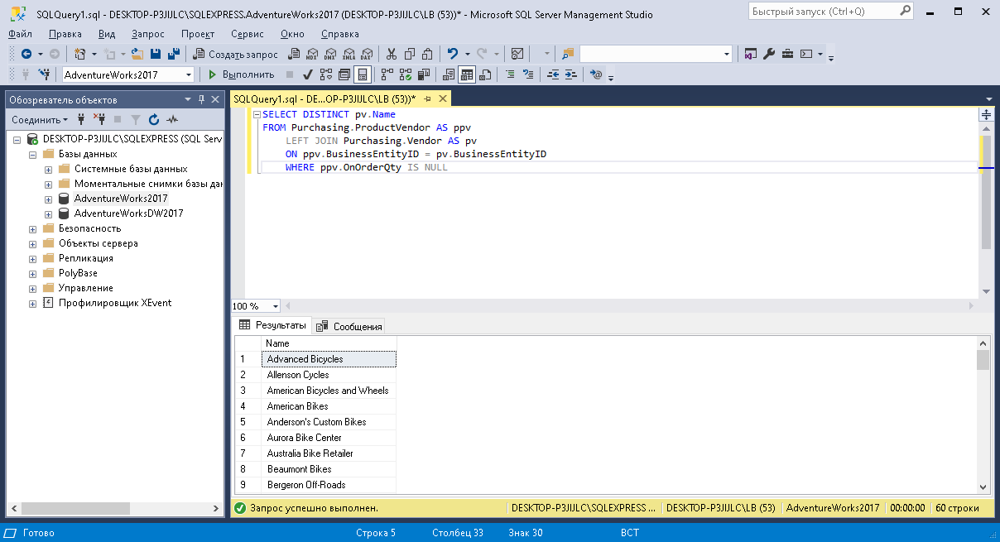 SQLQuery1.sql - DESKTOP-P3JIJLC\SQLEXPRESS.AdventureWorks2017 (DESKTOP-P3JIJLC\LB (53))* - Microsoft SQL Server Management Studio
Быстрый запуск (Ctrl+Q)
Файл Правка Вид Запрос Проект Сервис Окно Справка
Создать запрос MDX DMX XMLA DAX
AdventureWorks2017 Выполнить
Обозреватель объектов
Соединить
DESKTOP-P3JIJLC\SQLEXPRESS (SQL Serv
Базы данных
Системные базы данных
Моментальные снимки базы дан
AdventureWorks2017
AdventureWorksDW2017
Безопасность
Объекты сервера
Репликация
PolyBase
Управление
Профилировщик XEvent
SQLQuery1.sql - DE...OP-P3JIJLC\LB (53))*
SELECT DISTINCT pv.Name
FROM Purchasing.ProductVendor AS ppv
LEFT JOIN Purchasing.Vendor AS pv
ON ppv.BusinessEntityID = pv.BusinessEntityID
WHERE ppv.OnOrderQty IS NULL
100 %
Результаты Сообщения
Name
1 Advanced Bicycles
2 Allenson Cycles
3 American Bicycles and Wheels
4 American Bikes
5 Anderson's Custom Bikes
6 Aurora Bike Center
7 Australia Bike Retailer
8 Beaumont Bikes
9 Bergeron Off-Roads
Запрос успешно выполнен. DESKTOP-P3JIJLC\SQLEXPRESS ... DESKTOP-P3JIJLC\LB (53) AdventureWorks2017 00:00:00 60 строки
Готово Строка 5 Столбец 33 Знак 30 ВСТ